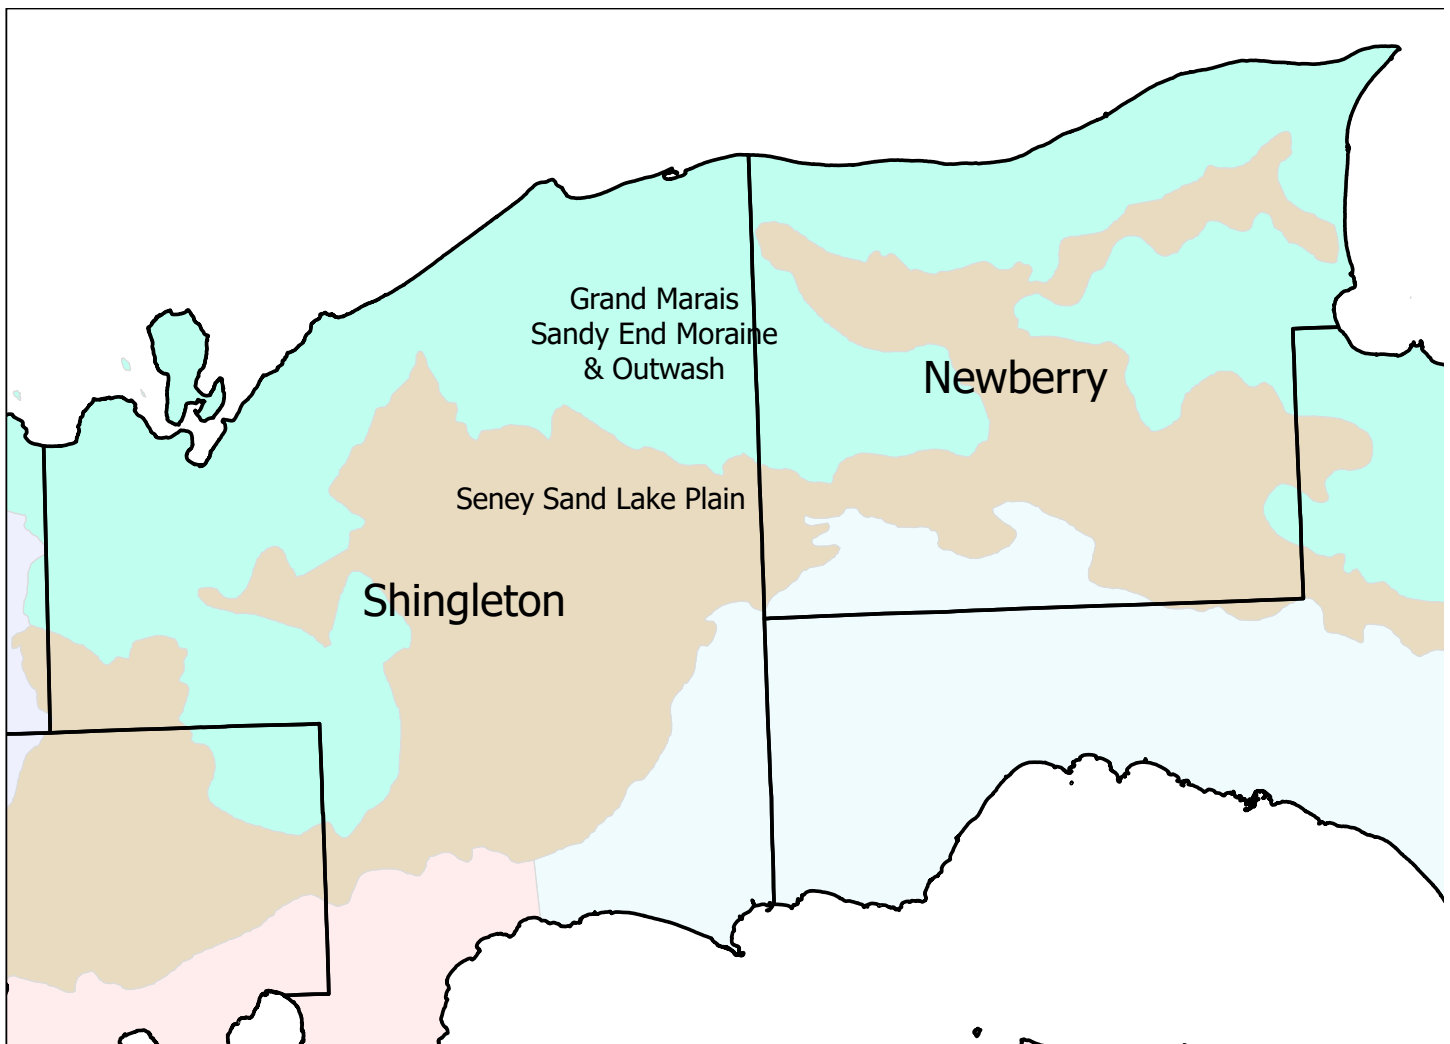 Grand Marais
Sandy End Moraine
& Outwash
Newberry
Seney Sand Lake Plain
Shingleton